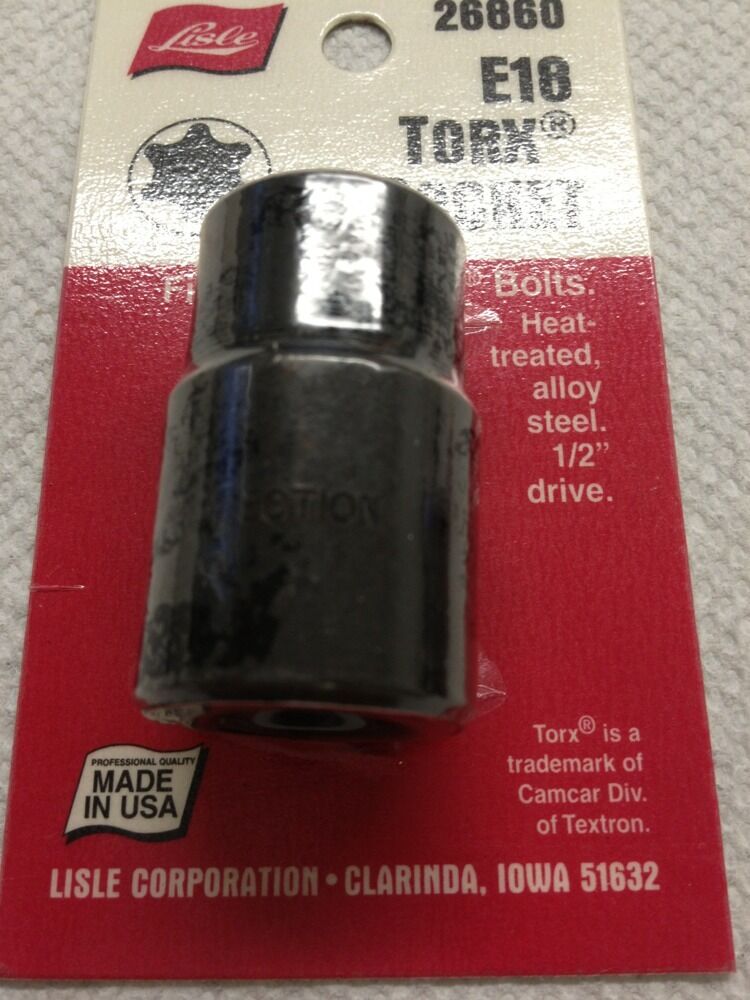 Lisle
26860
E18
TORX®
® Bolts.
Heat-
treated,
alloy
steel.
1/2”
drive.
PROFESSIONAL QUALITY
MADE
IN USA
Torx® is a
trademark of
Camcar Div.
of Textron.
LISLE CORPORATION • CLARINDA, IOWA 51632